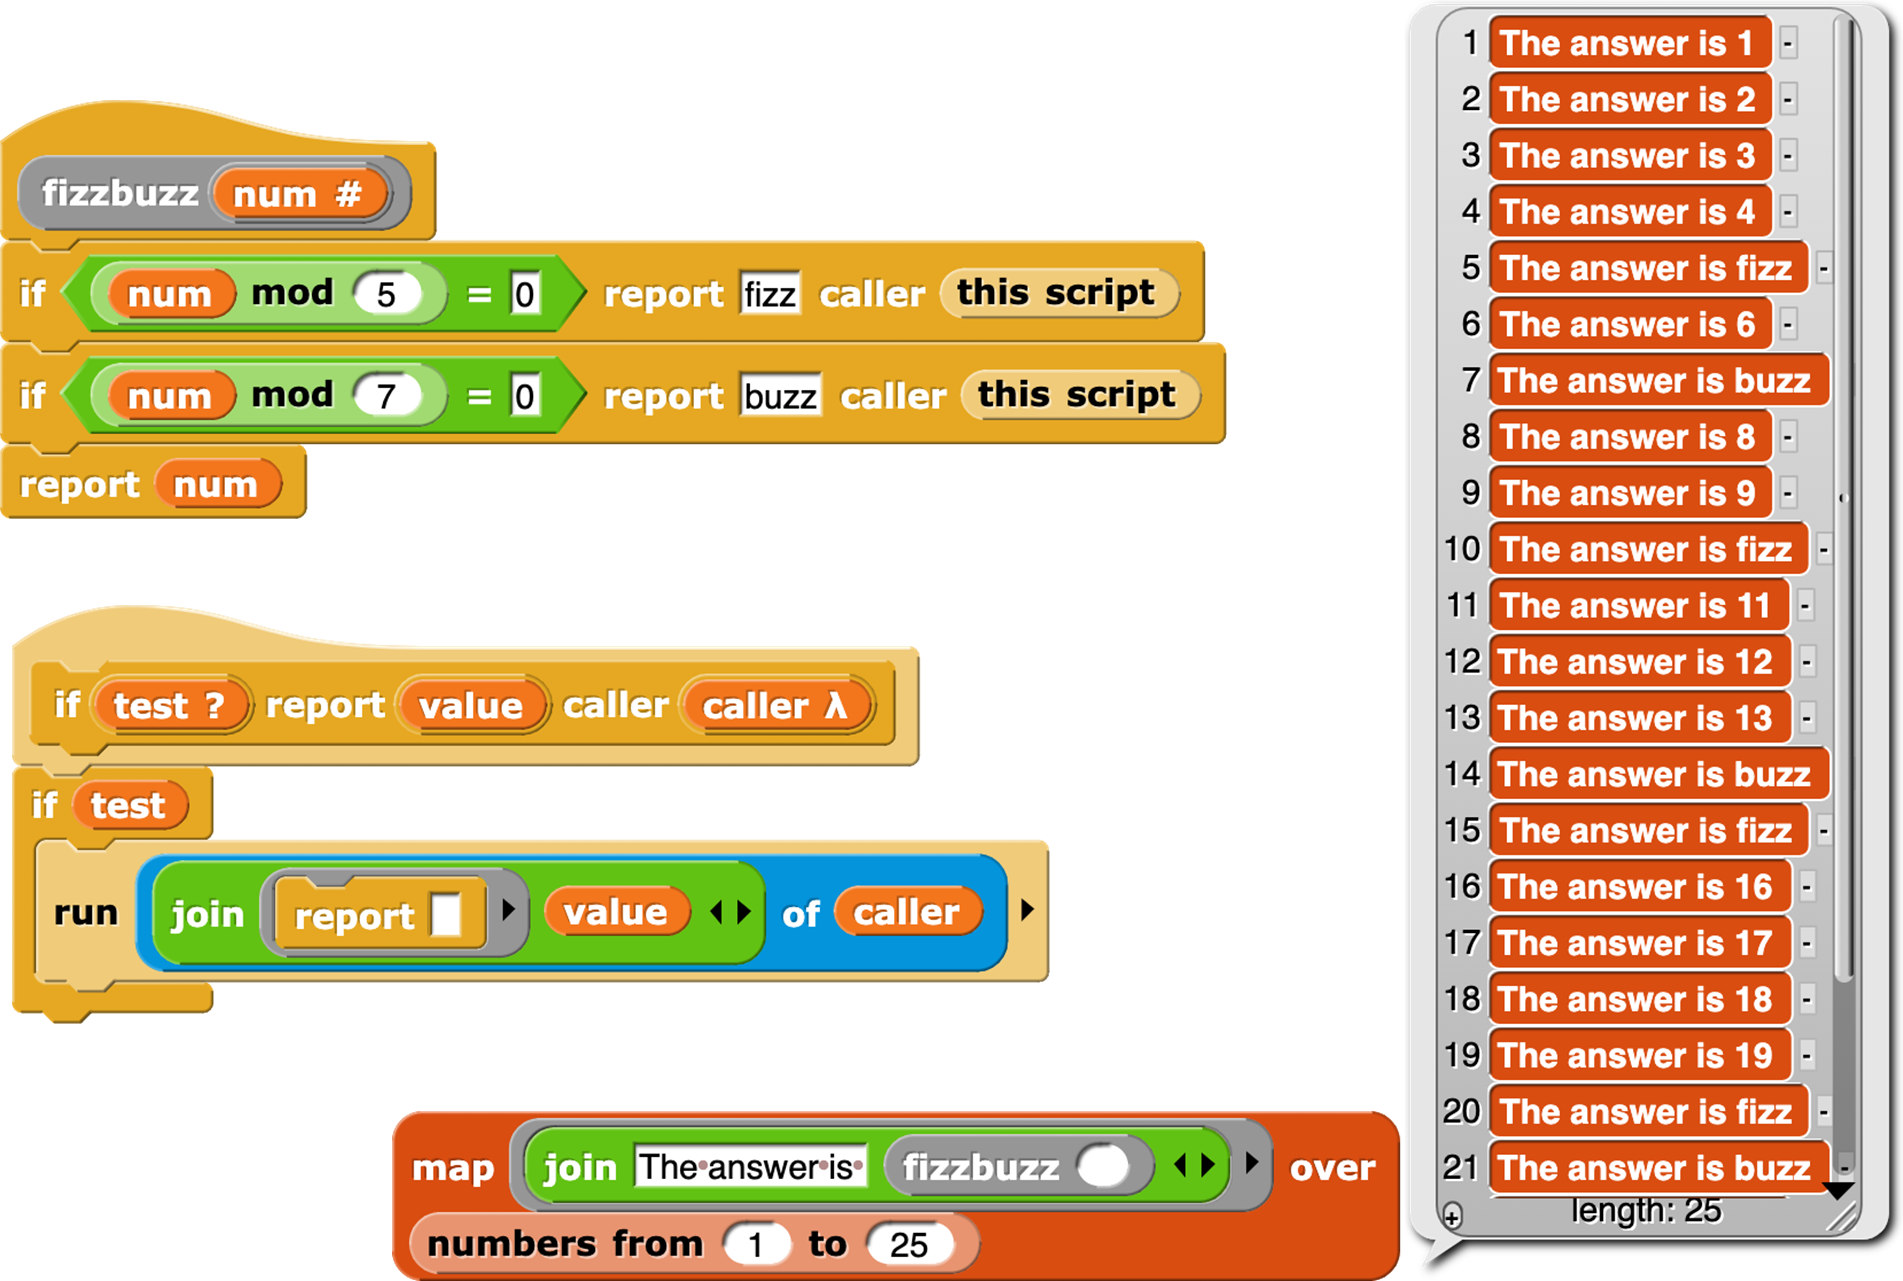 fizzbuzz num #
if num mod 5 = 0 report fizz caller this script
if num mod 7 = 0 report buzz caller this script
report num
if test ? report value caller caller λ
if test
run join report value of caller
map join The answer is fizzbuzz over
numbers from 1 to 25
1 The answer is 1 -
2 The answer is 2 -
3 The answer is 3 -
4 The answer is 4 -
5 The answer is fizz -
6 The answer is 6 -
7 The answer is buzz
8 The answer is 8 -
9 The answer is 9 -
10 The answer is fizz -
11 The answer is 11 -
12 The answer is 12 -
13 The answer is 13 -
14 The answer is buzz
15 The answer is fizz -
16 The answer is 16 -
17 The answer is 17 -
18 The answer is 18 -
19 The answer is 19 -
20 The answer is fizz -
21 The answer is buzz -
+ length: 25